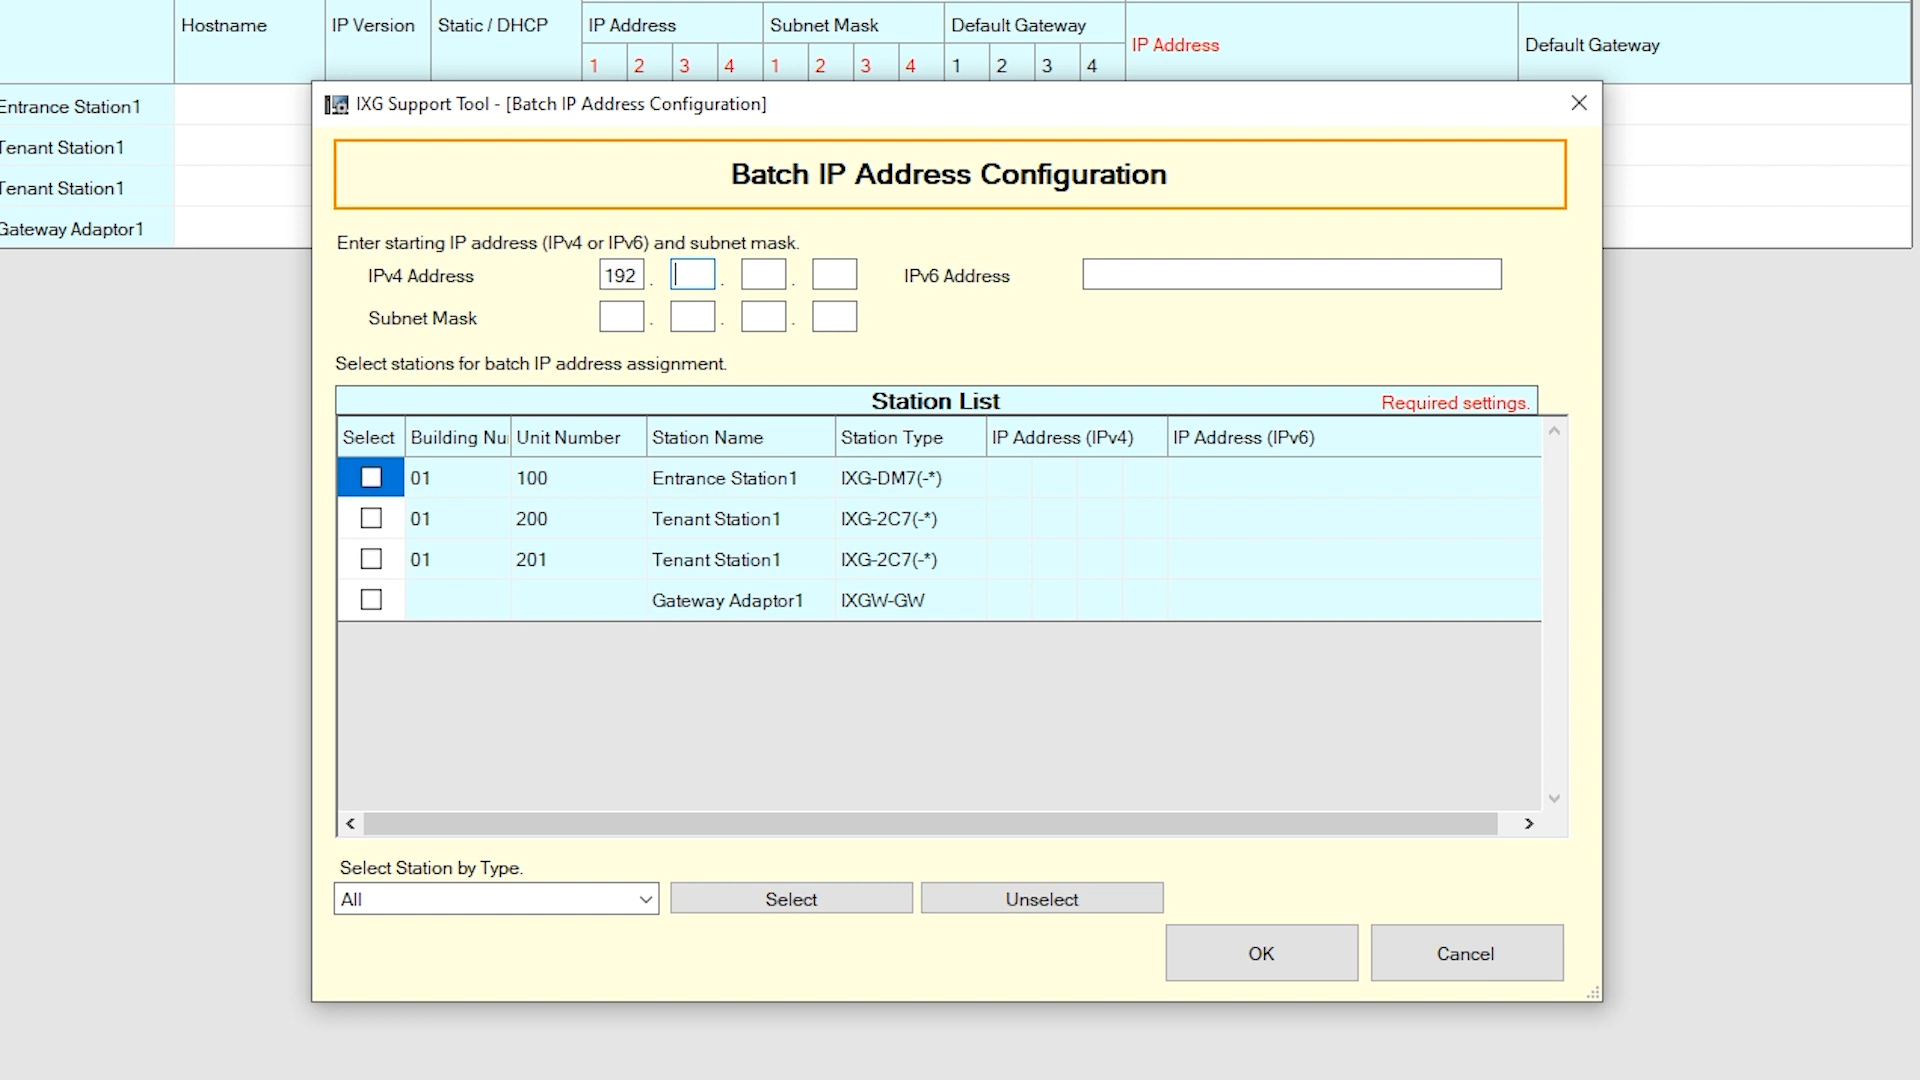 Hostname IP Version Static / DHCP IP Address Subnet Mask Default Gateway IP Address Default Gateway
1 2 3 4 1 2 3 4 1 2 3 4
Entrance Station1
Tenant Station1
Tenant Station1
Gateway Adaptor1
IXG Support Tool - [Batch IP Address Configuration]
Batch IP Address Configuration
Enter starting IP address (IPv4 or IPv6) and subnet mask.
IPv4 Address 192 . . . IPv6 Address
Subnet Mask . . .
Select stations for batch IP address assignment.
Station List Required settings.
Select Building Nu Unit Number Station Name Station Type IP Address (IPv4) IP Address (IPv6)
01 100 Entrance Station1 IXG-DM7(-*)
01 200 Tenant Station1 IXG-2C7(-*)
01 201 Tenant Station1 IXG-2C7(-*)
Gateway Adaptor1 IXGW-GW
Select Station by Type.
All Select Unselect
OK Cancel